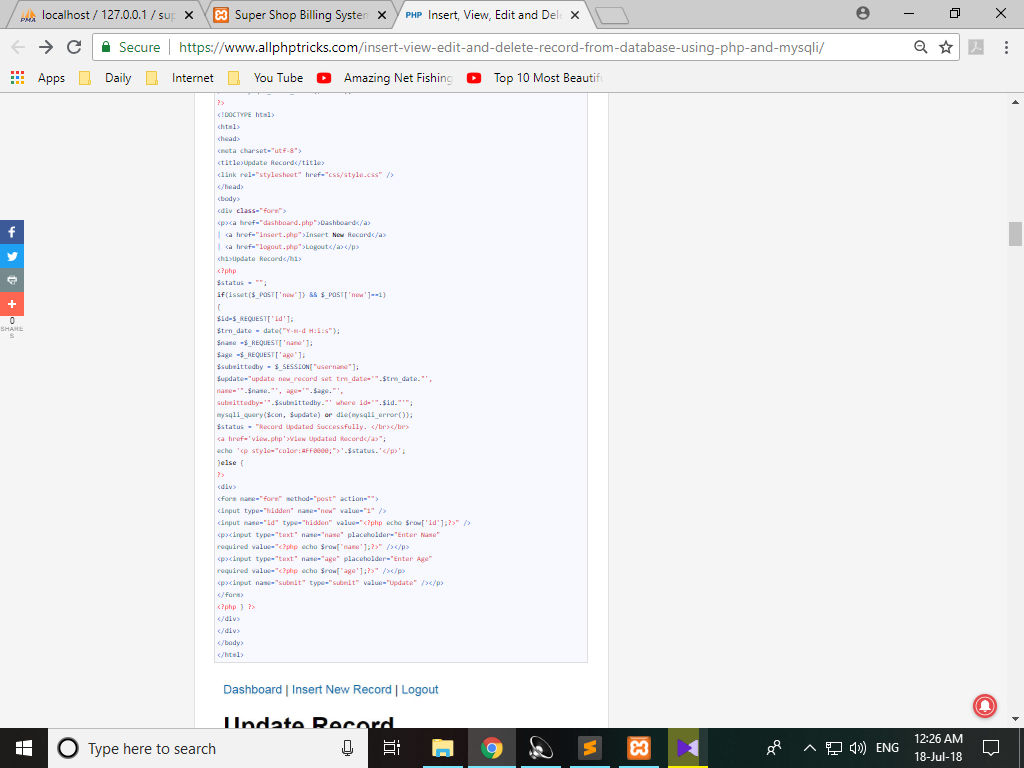 localhost / 127.0.0.1 / sup
Super Shop Billing System
PHP Insert, View, Edit and Dele
Secure https://www.allphptricks.com/insert-view-edit-and-delete-record-from-database-using-php-and-mysqli/
Apps Daily Internet You Tube Amazing Net Fishing Top 10 Most Beautifu
?>
<!DOCTYPE html>
<html>
<head>
<meta charset="utf-8">
<title>Update Record</title>
<link rel="stylesheet" href="css/style.css" />
</head>
<body>
<div class="form">
<p><a href="dashboard.php">Dashboard</a>
| <a href="insert.php">Insert New Record</a>
| <a href="logout.php">Logout</a></p>
<h1>Update Record</h1>
<?php
$status = "";
if(isset($_POST['new']) && $_POST['new']==1)
{
$id=$_REQUEST['id'];
$trn_date = date("Y-m-d H:i:s");
$name =$_REQUEST['name'];
$age =$_REQUEST['age'];
$submittedby = $_SESSION["username"];
$update="update new_record set trn_date='".$trn_date."',
name='".$name."', age='".$age."',
submittedby='".$submittedby."' where id='".$id."'";
mysqli_query($con, $update) or die(mysqli_error());
$status = "Record Updated Successfully. </br></br>
<a href='view.php'>View Updated Record</a>";
echo '<p style="color:#FF0000;">'.$status.'</p>';
}else {
?>
<div>
<form name="form" method="post" action="">
<input type="hidden" name="new" value="1" />
<input name="id" type="hidden" value="<?php echo $row['id'];?>" />
<p><input type="text" name="name" placeholder="Enter Name"
required value="<?php echo $row['name'];?>" /></p>
<p><input type="text" name="age" placeholder="Enter Age"
required value="<?php echo $row['age'];?>" /></p>
<p><input name="submit" type="submit" value="Update" /></p>
</form>
<?php } ?>
</div>
</div>
</body>
</html>
0
SHARE
S
Dashboard | Insert New Record | Logout
Update Record
Type here to search
ENG
12:26 AM
18-Jul-18